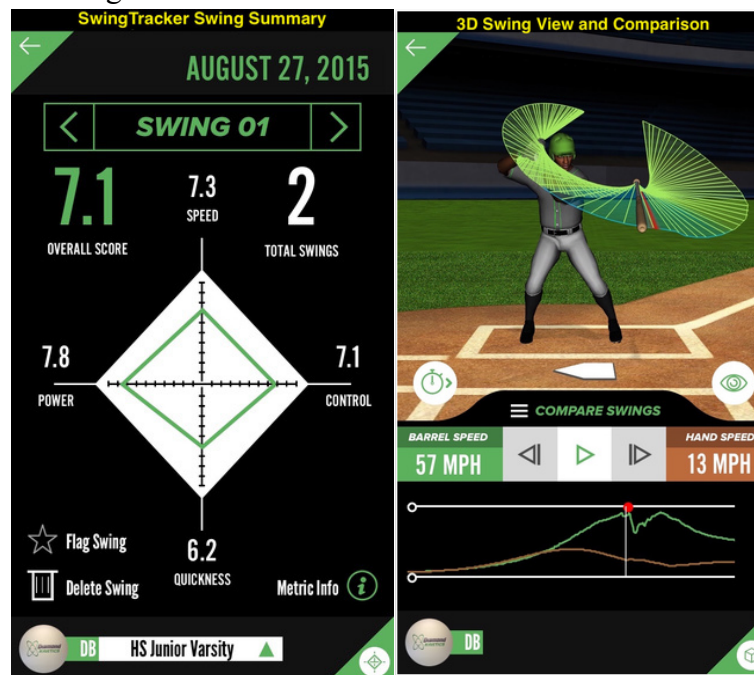 SwingTracker Swing Summary
AUGUST 27, 2015
SWING 01
7.1
OVERALL SCORE
7.3
SPEED
2
TOTAL SWINGS
7.8
POWER
7.1
CONTROL
Flag Swing
6.2
QUICKNESS
Delete Swing
Metric Info i
DB
HS Junior Varsity
3D Swing View and Comparison
COMPARE SWINGS
BARREL SPEED
57 MPH
HAND SPEED
13 MPH
DB